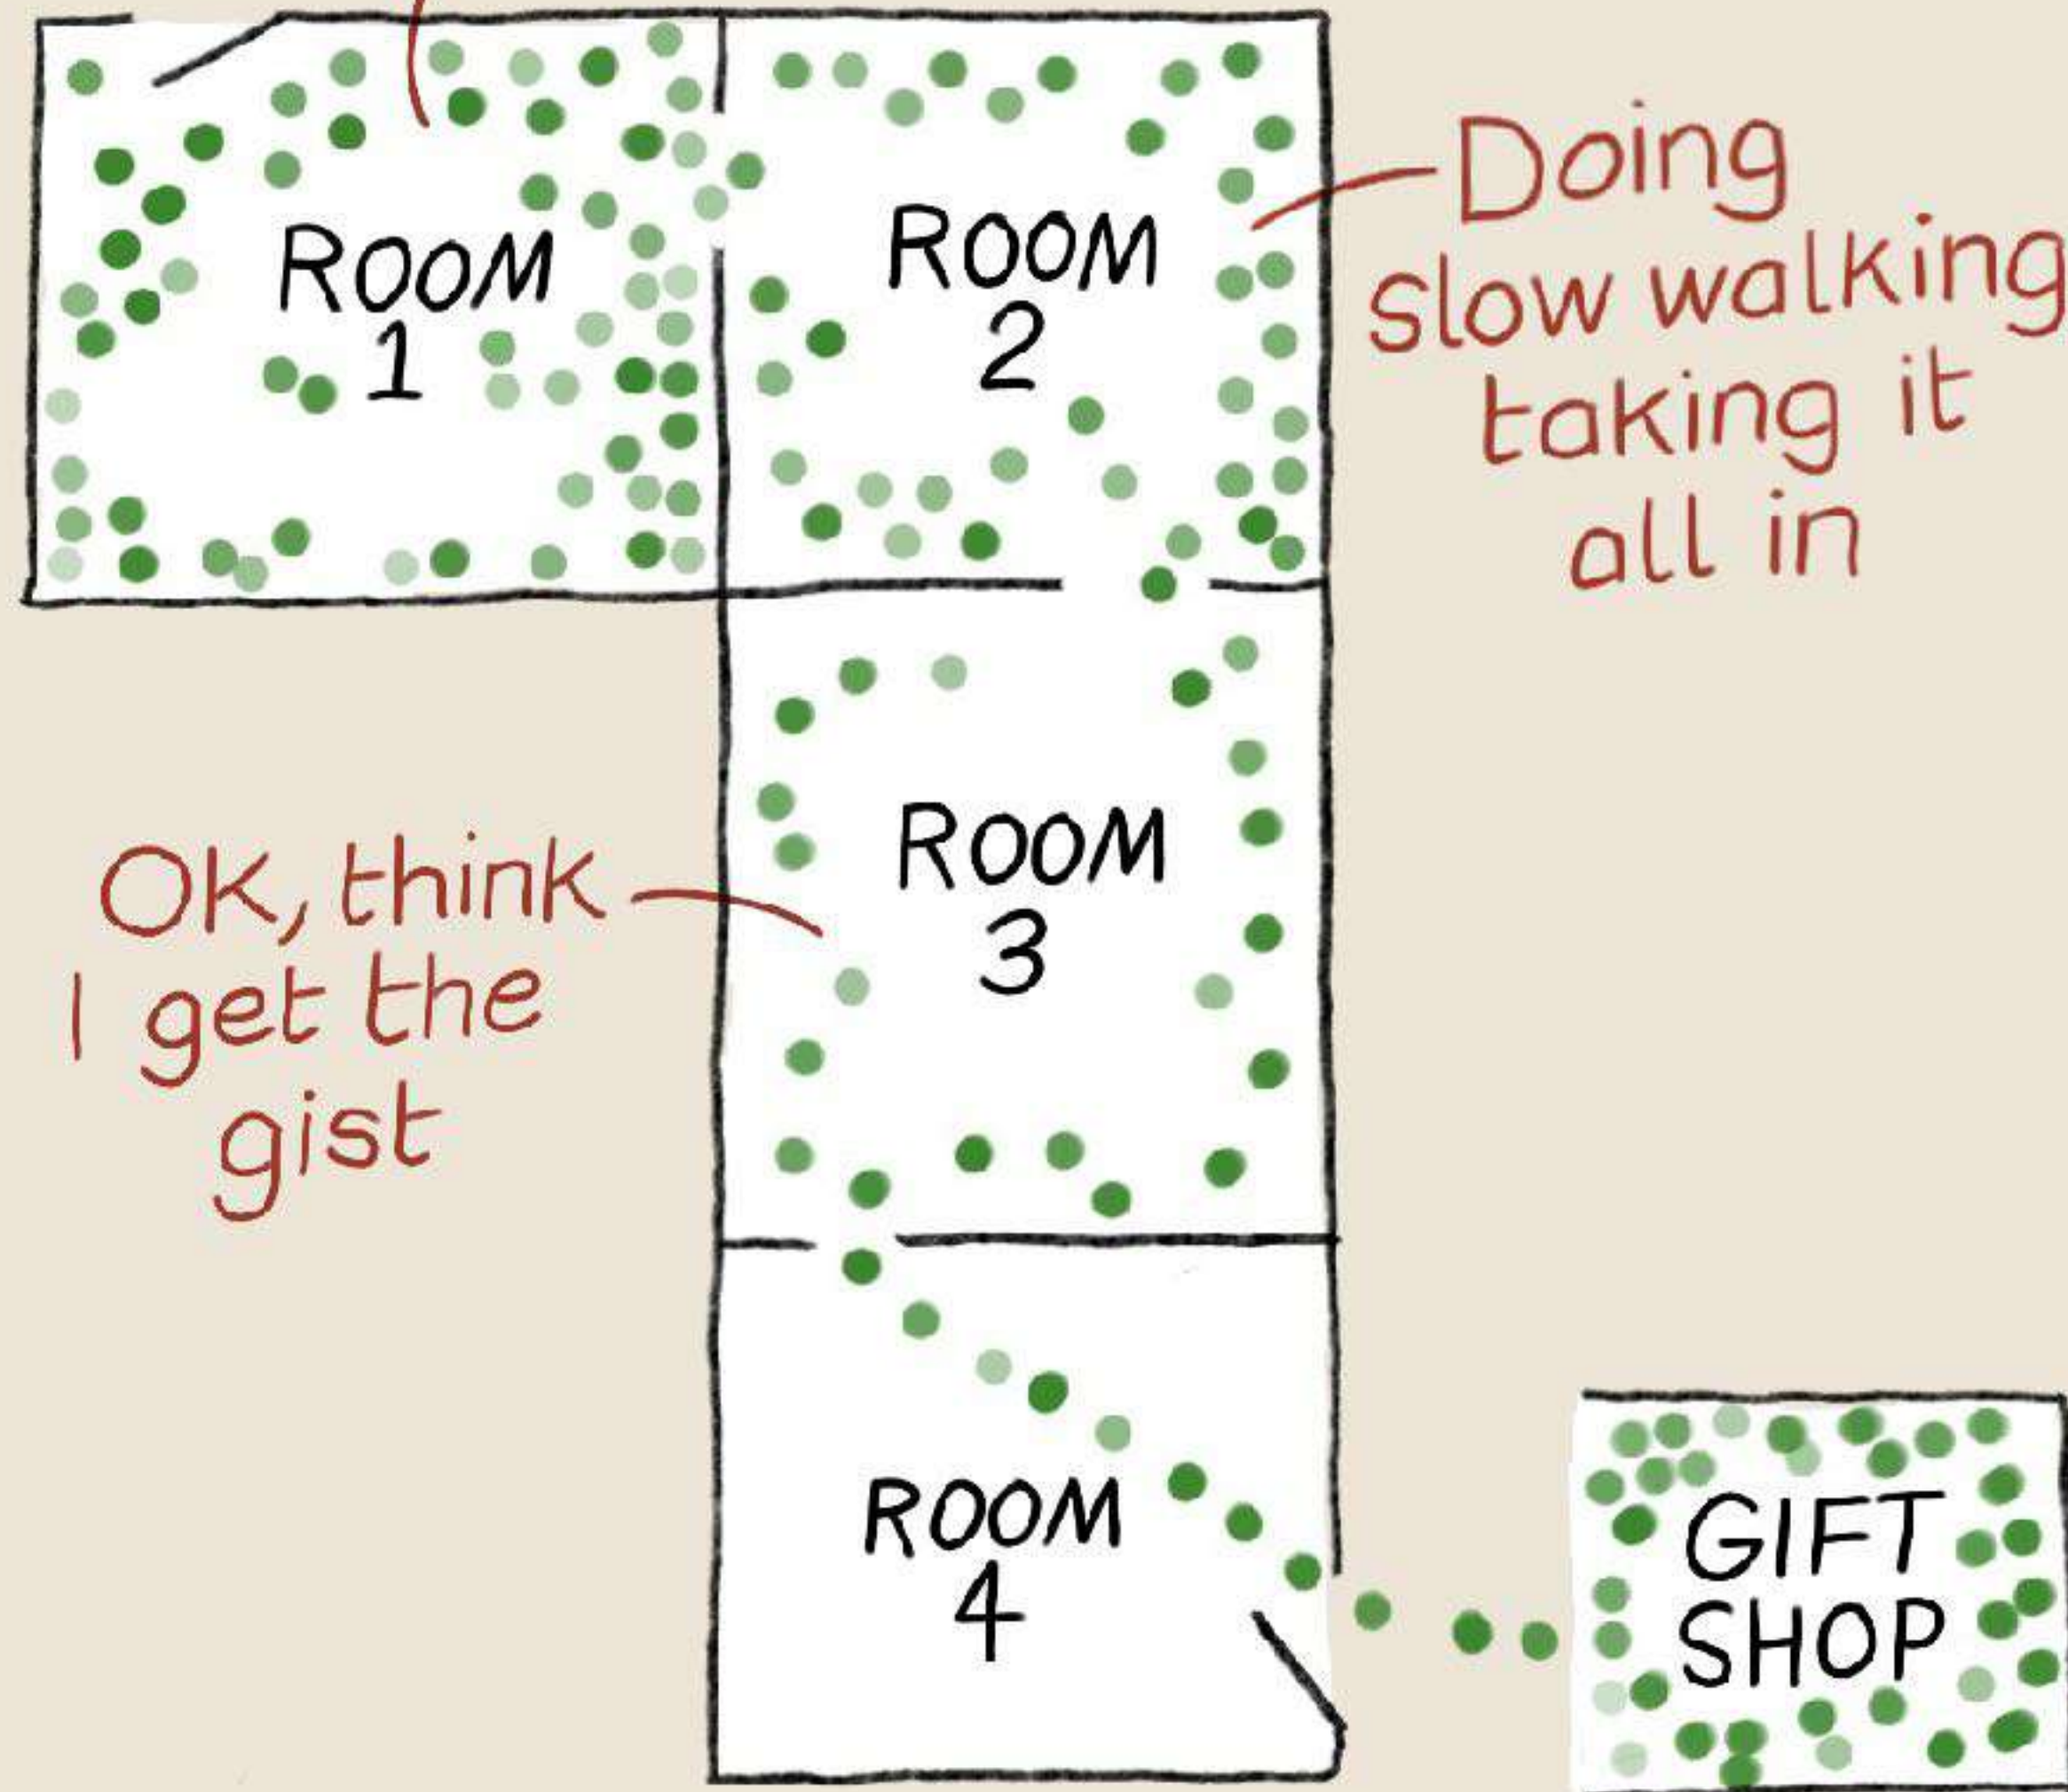 ROOM
1
ROOM
2
Doing
slow walking
taking it
all in
OK, think
I get the
gist
ROOM
3
ROOM
4
GIFT
SHOP